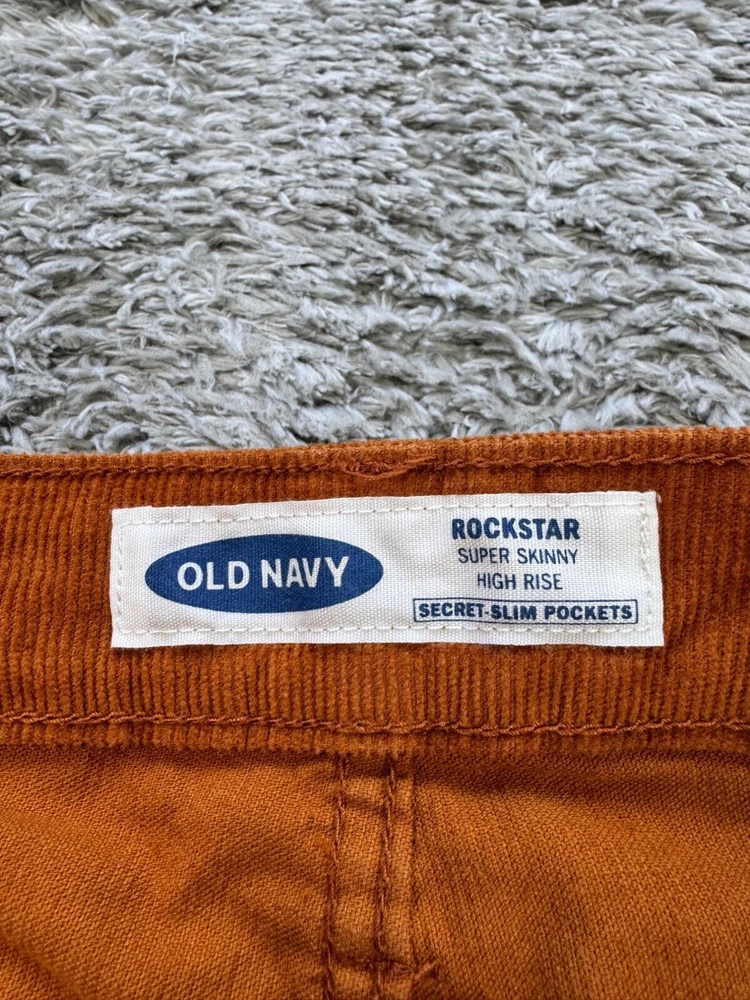 OLD NAVY
ROCKSTAR
SUPER SKINNY
HIGH RISE
SECRET-SLIM POCKETS